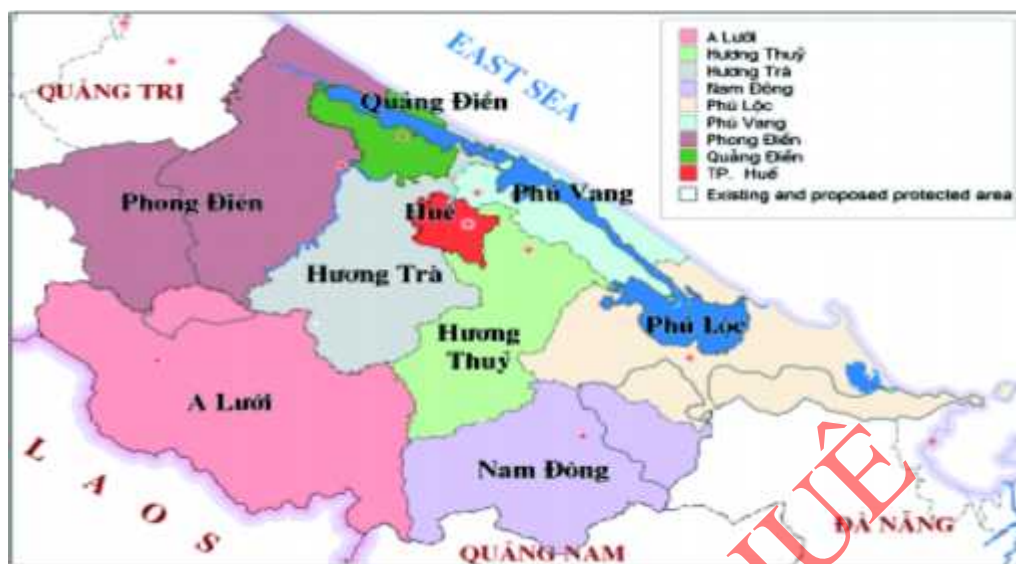 EAST SEA
QUẢNG TRỊ
Quảng Điền
Phú Vang
Phong Điền
Huế
Hương Trà
Phú Lộc
Hương
Thuỷ
A Lưới
Nam Đông
L A O S
QUẢNG NAM
ĐÀ NẴNG
HUÊ
A Lưới
Hương Thuỷ
Hương Trà
Nam Đông
Phú Lộc
Phú Vang
Phong Điền
Quảng Điền
TP. Huế
Existing and proposed protected area